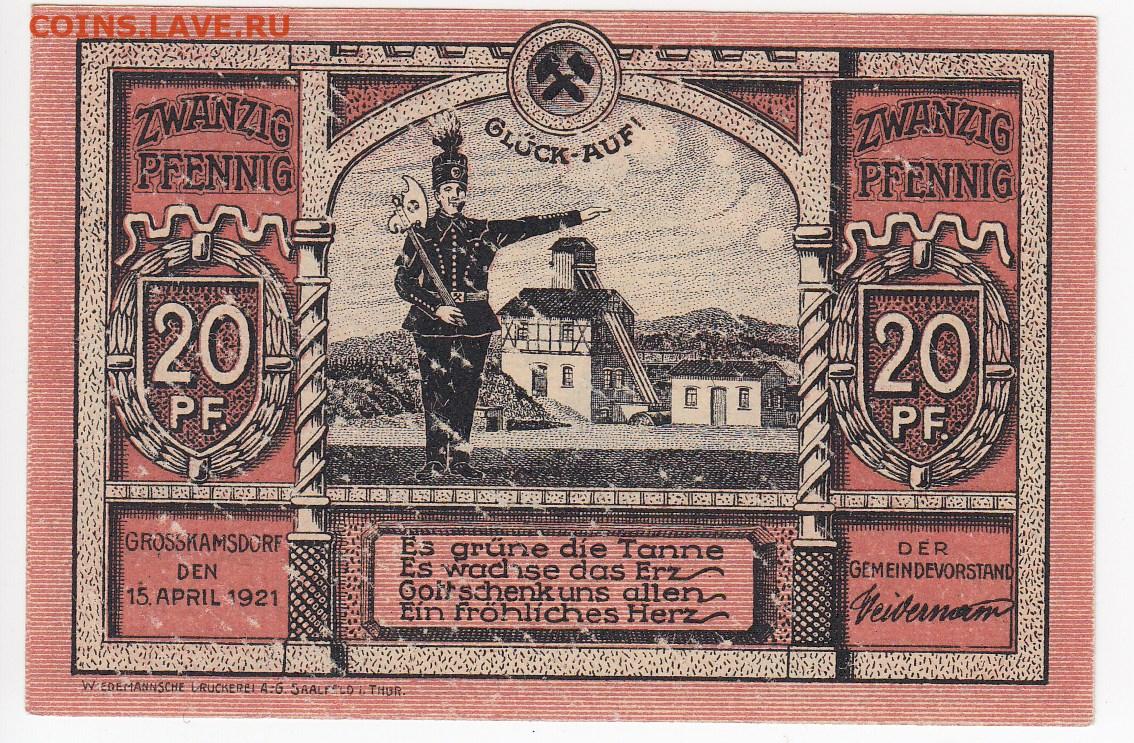 COINS.LAVE.RU
GLÜCK-AUF!
ZWANZIG
PFENNIG
ZWANZIG
PFENNIG
20
PF.
20
PF.
GROSSKAMSDORF
DEN
15. APRIL 1921
Es grüne die Tanne
Es wachse das Erz
Gott schenk uns allen
Ein fröhliches Herz
DER
GEMEINDEVORSTAND
WIEDEMANNSCHE DRUCKEREI A.-G. SAALFELD I. THÜR.